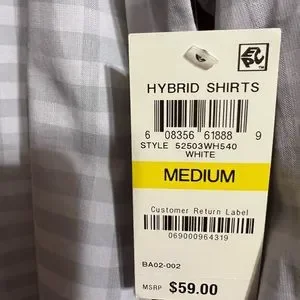 HYBRID SHIRTS
6 08356 61888 9
STYLE 52503WH540
WHITE
MEDIUM
Customer Return Label
069000964319
BA02-002
MSRP $59.00